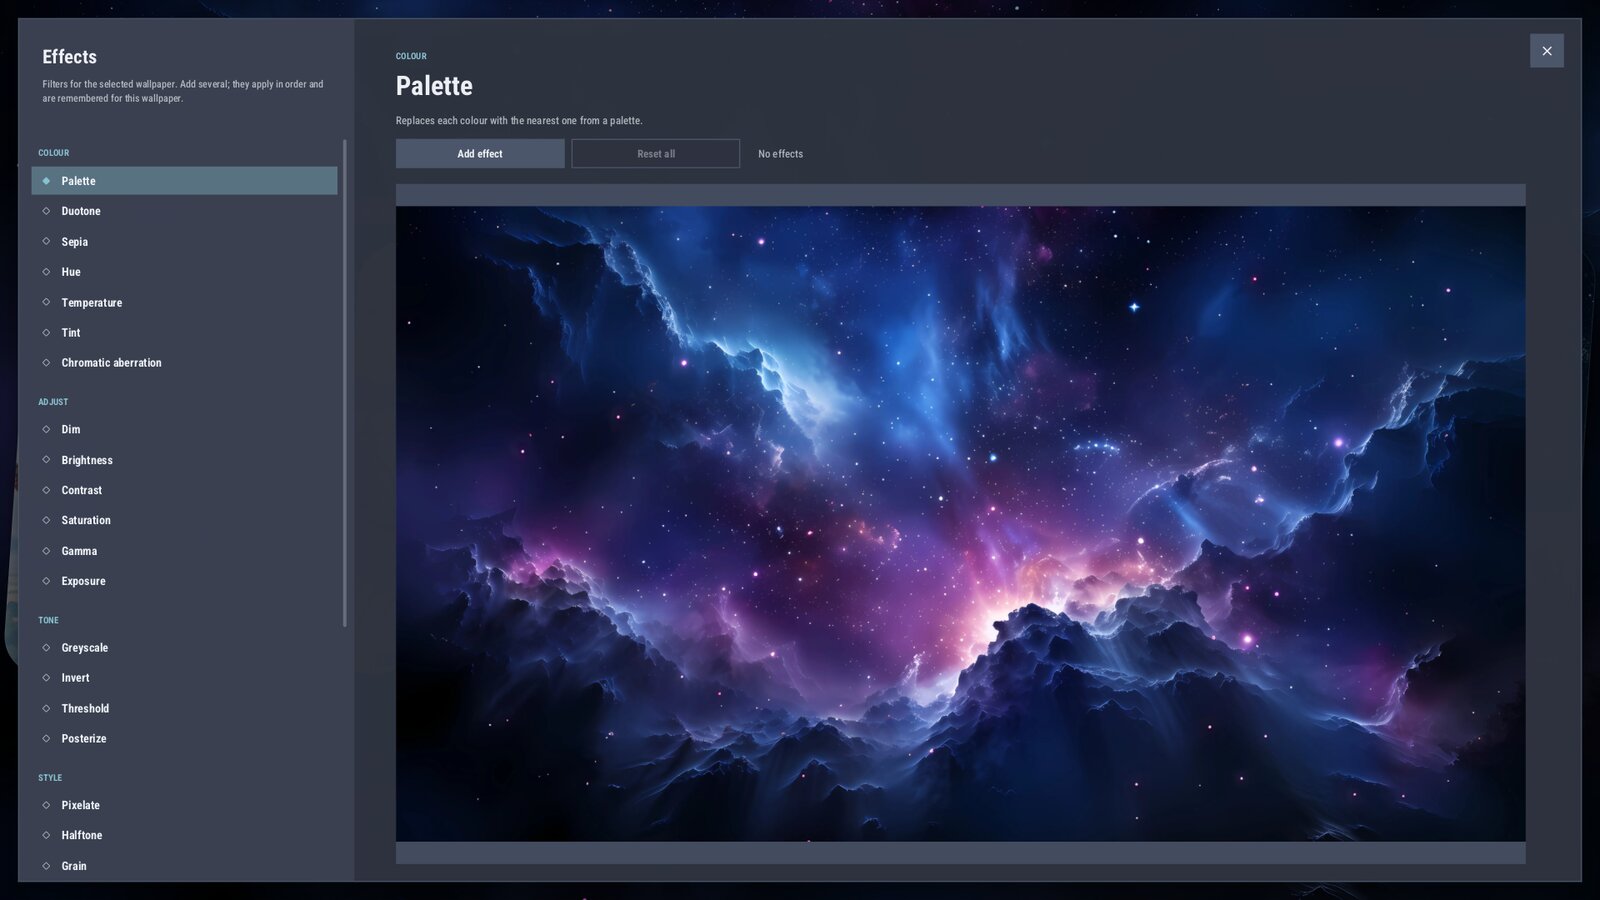 Effects
Filters for the selected wallpaper. Add several; they apply in order and
are remembered for this wallpaper.
COLOUR
Palette
Duotone
Sepia
Hue
Temperature
Tint
Chromatic aberration
ADJUST
Dim
Brightness
Contrast
Saturation
Gamma
Exposure
TONE
Greyscale
Invert
Threshold
Posterize
STYLE
Pixelate
Halftone
Grain
COLOUR
Palette
Replaces each colour with the nearest one from a palette.
Add effect
Reset all
No effects